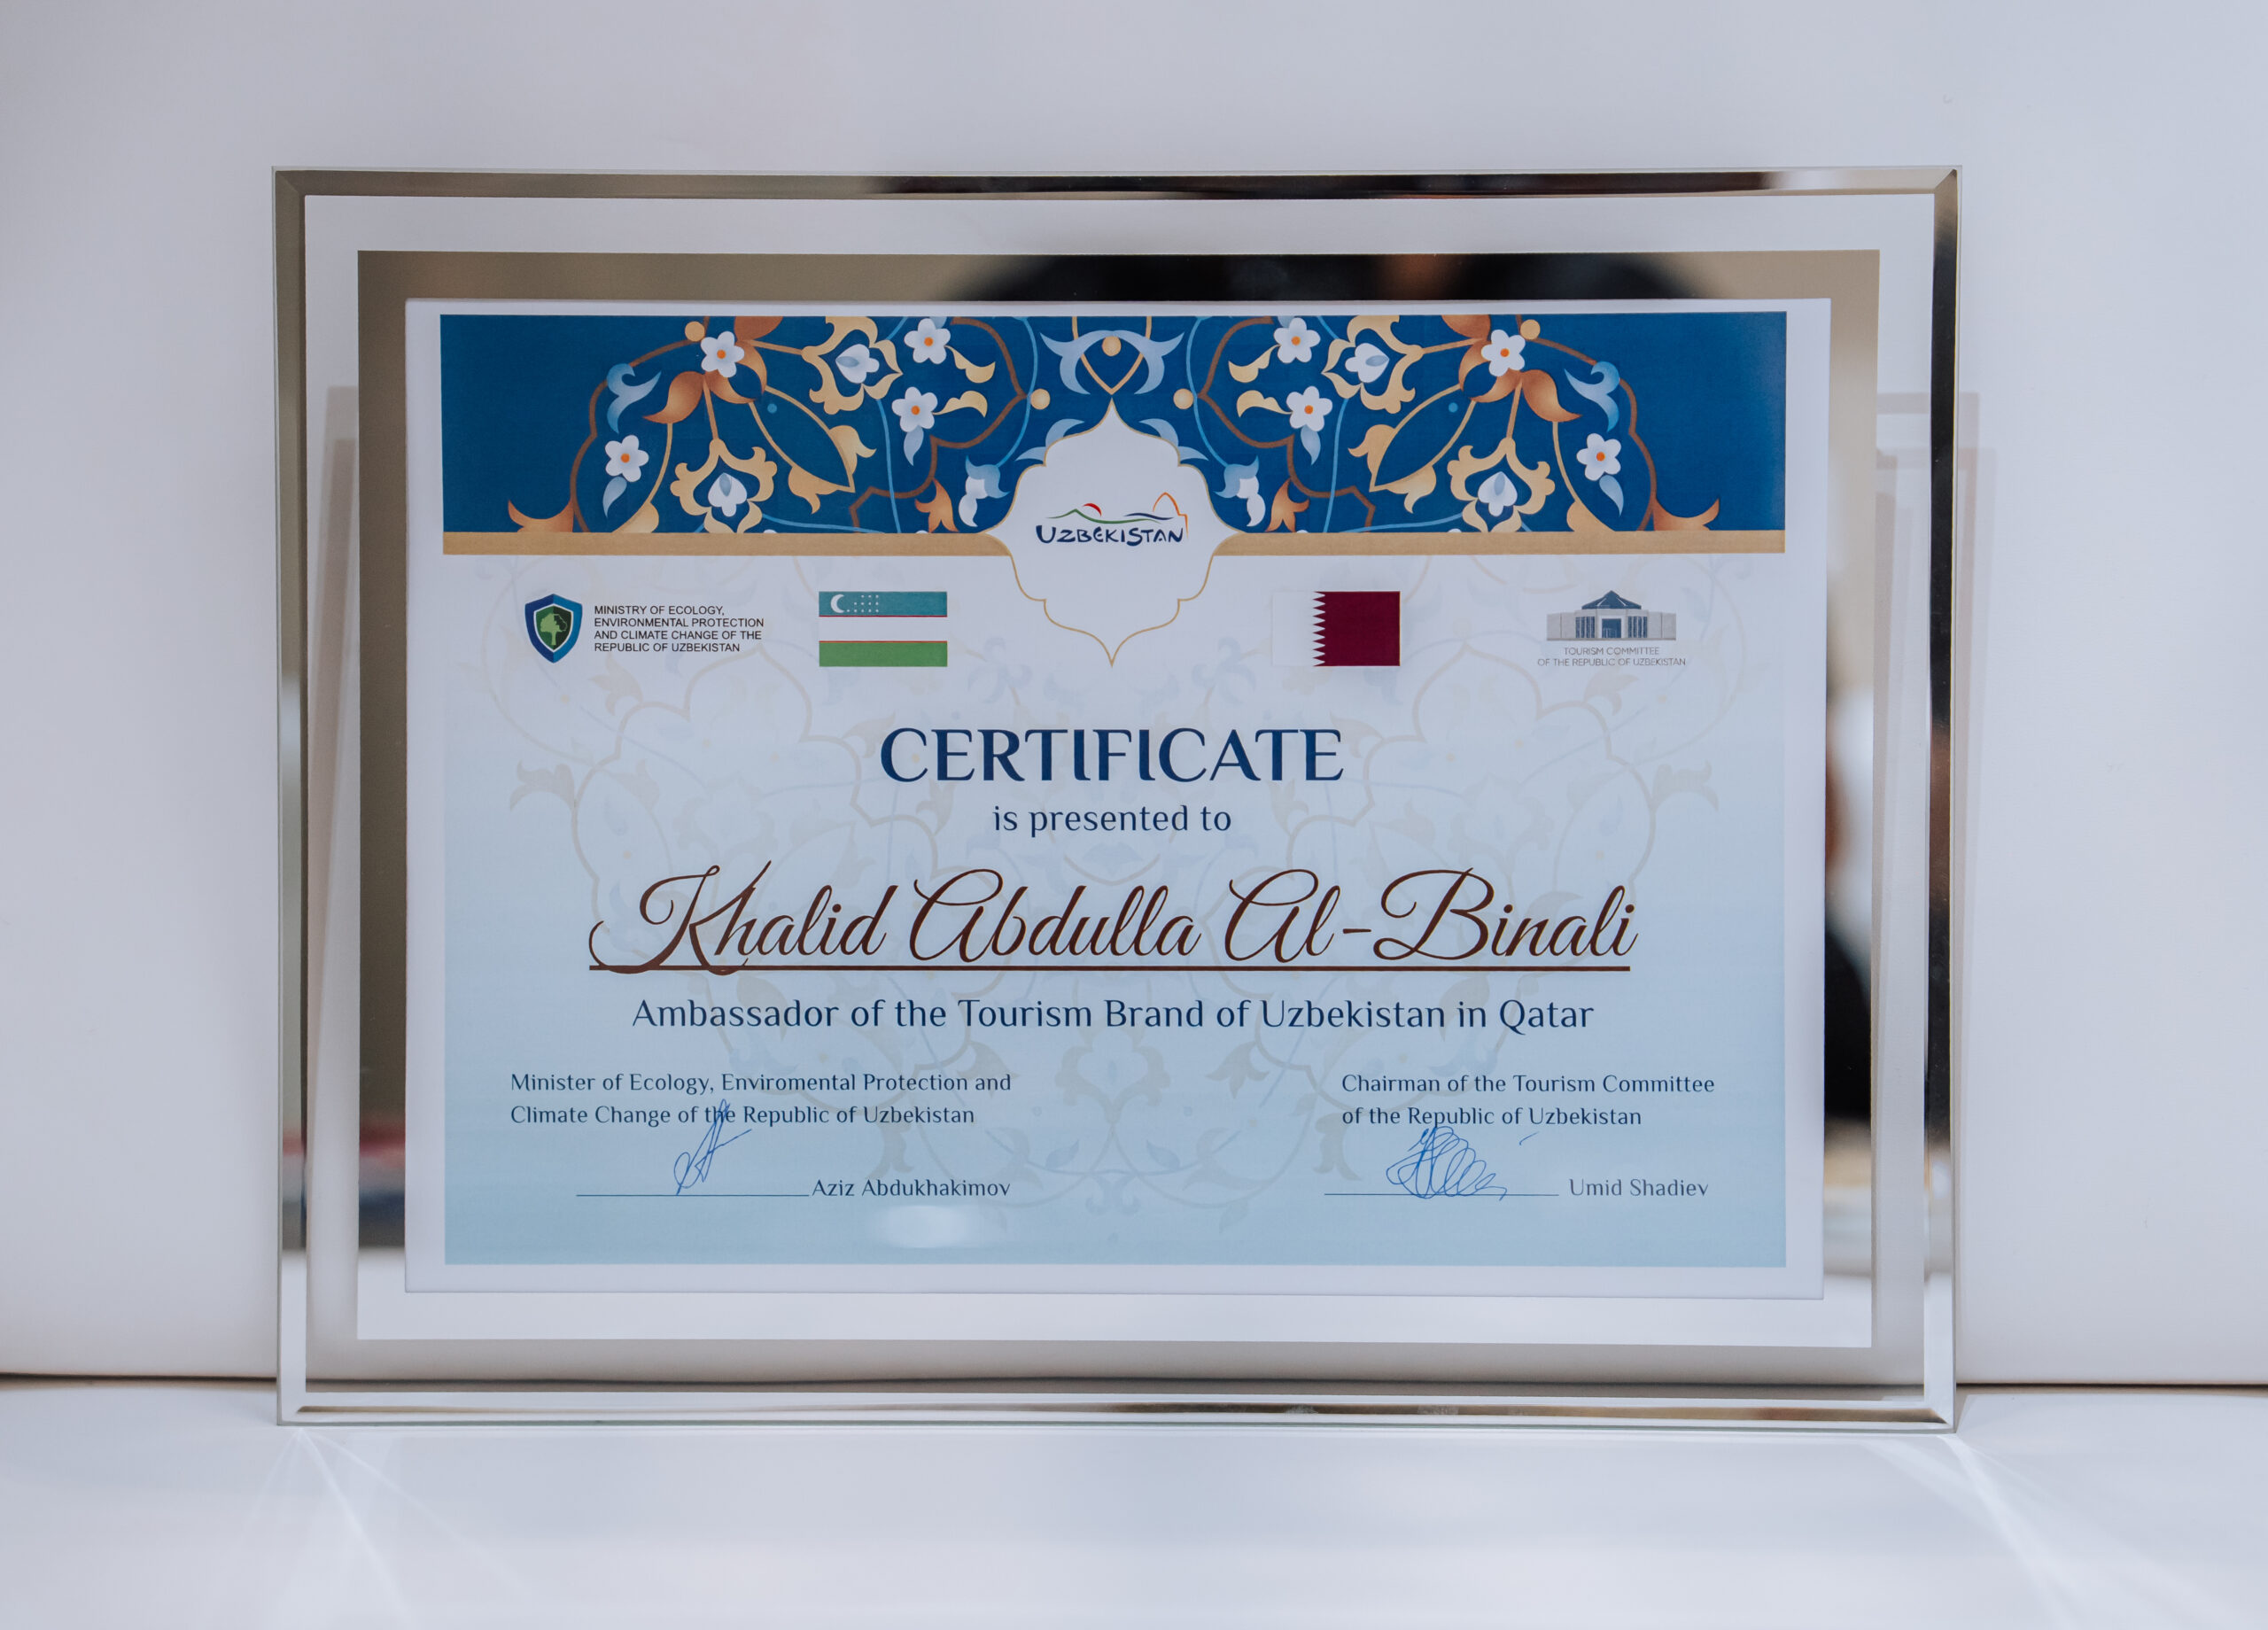 UZBEKISTAN
MINISTRY OF ECOLOGY,
ENVIRONMENTAL PROTECTION
AND CLIMATE CHANGE OF THE
REPUBLIC OF UZBEKISTAN
TOURISM COMMITTEE
OF THE REPUBLIC OF UZBEKISTAN
CERTIFICATE
is presented to
Khalid Abdulla Al-Binali
Ambassador of the Tourism Brand of Uzbekistan in Qatar
Minister of Ecology, Enviromental Protection and
Climate Change of the Republic of Uzbekistan
Aziz Abdukhakimov
Chairman of the Tourism Committee
of the Republic of Uzbekistan
Umid Shadiev